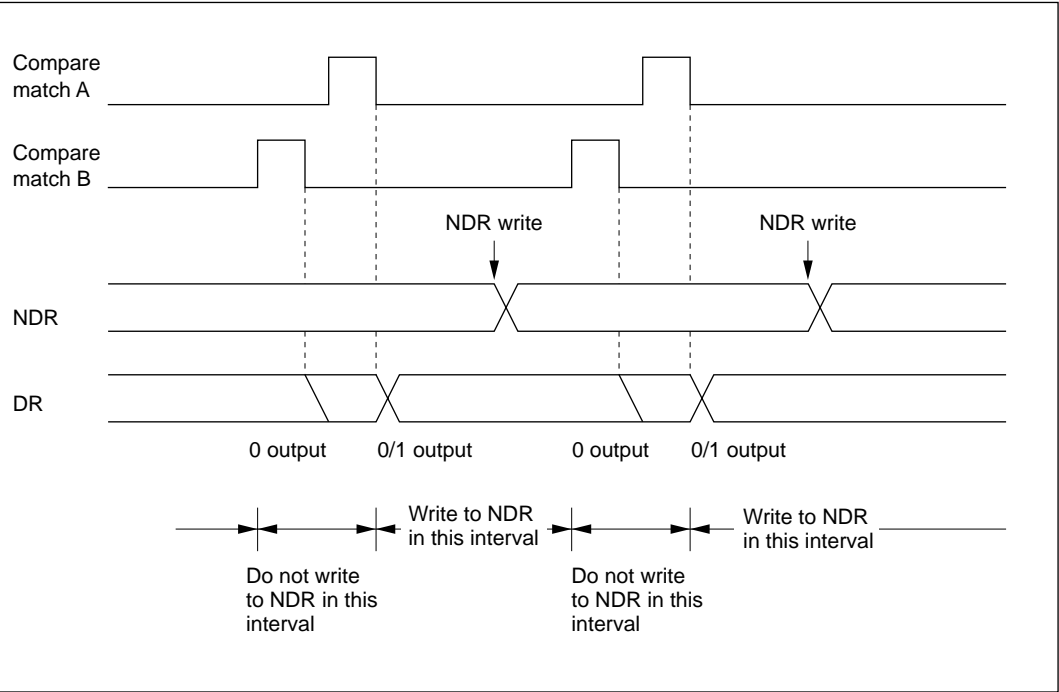 Compare
match A
Compare
match B
NDR write
NDR write
NDR
DR
0 output
0/1 output
0 output
0/1 output
Write to NDR
in this interval
Write to NDR
in this interval
Do not write
to NDR in this
interval
Do not write
to NDR in this
interval